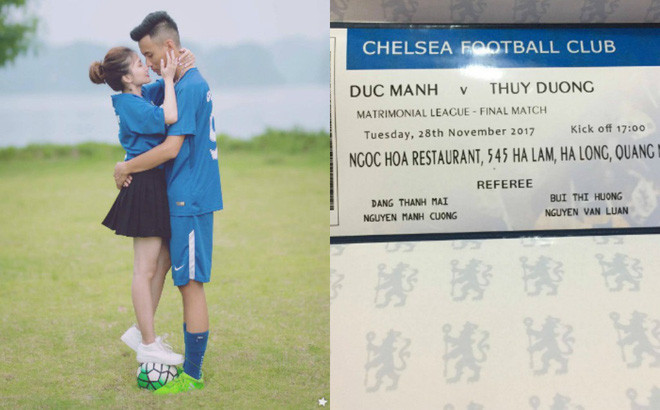 CHELSEA FOOTBALL CLUB
DUC MANH v THUY DUONG
MATRIMONIAL LEAGUE - FINAL MATCH
Tuesday, 28th November 2017 Kick off 17:00
NGOC HOA RESTAURANT, 545 HA LAM, HA LONG, QUANG
REFEREE
DANG THANH MAI BUI THI HUONG
NGUYEN MANH CUONG NGUYEN VAN LUAN